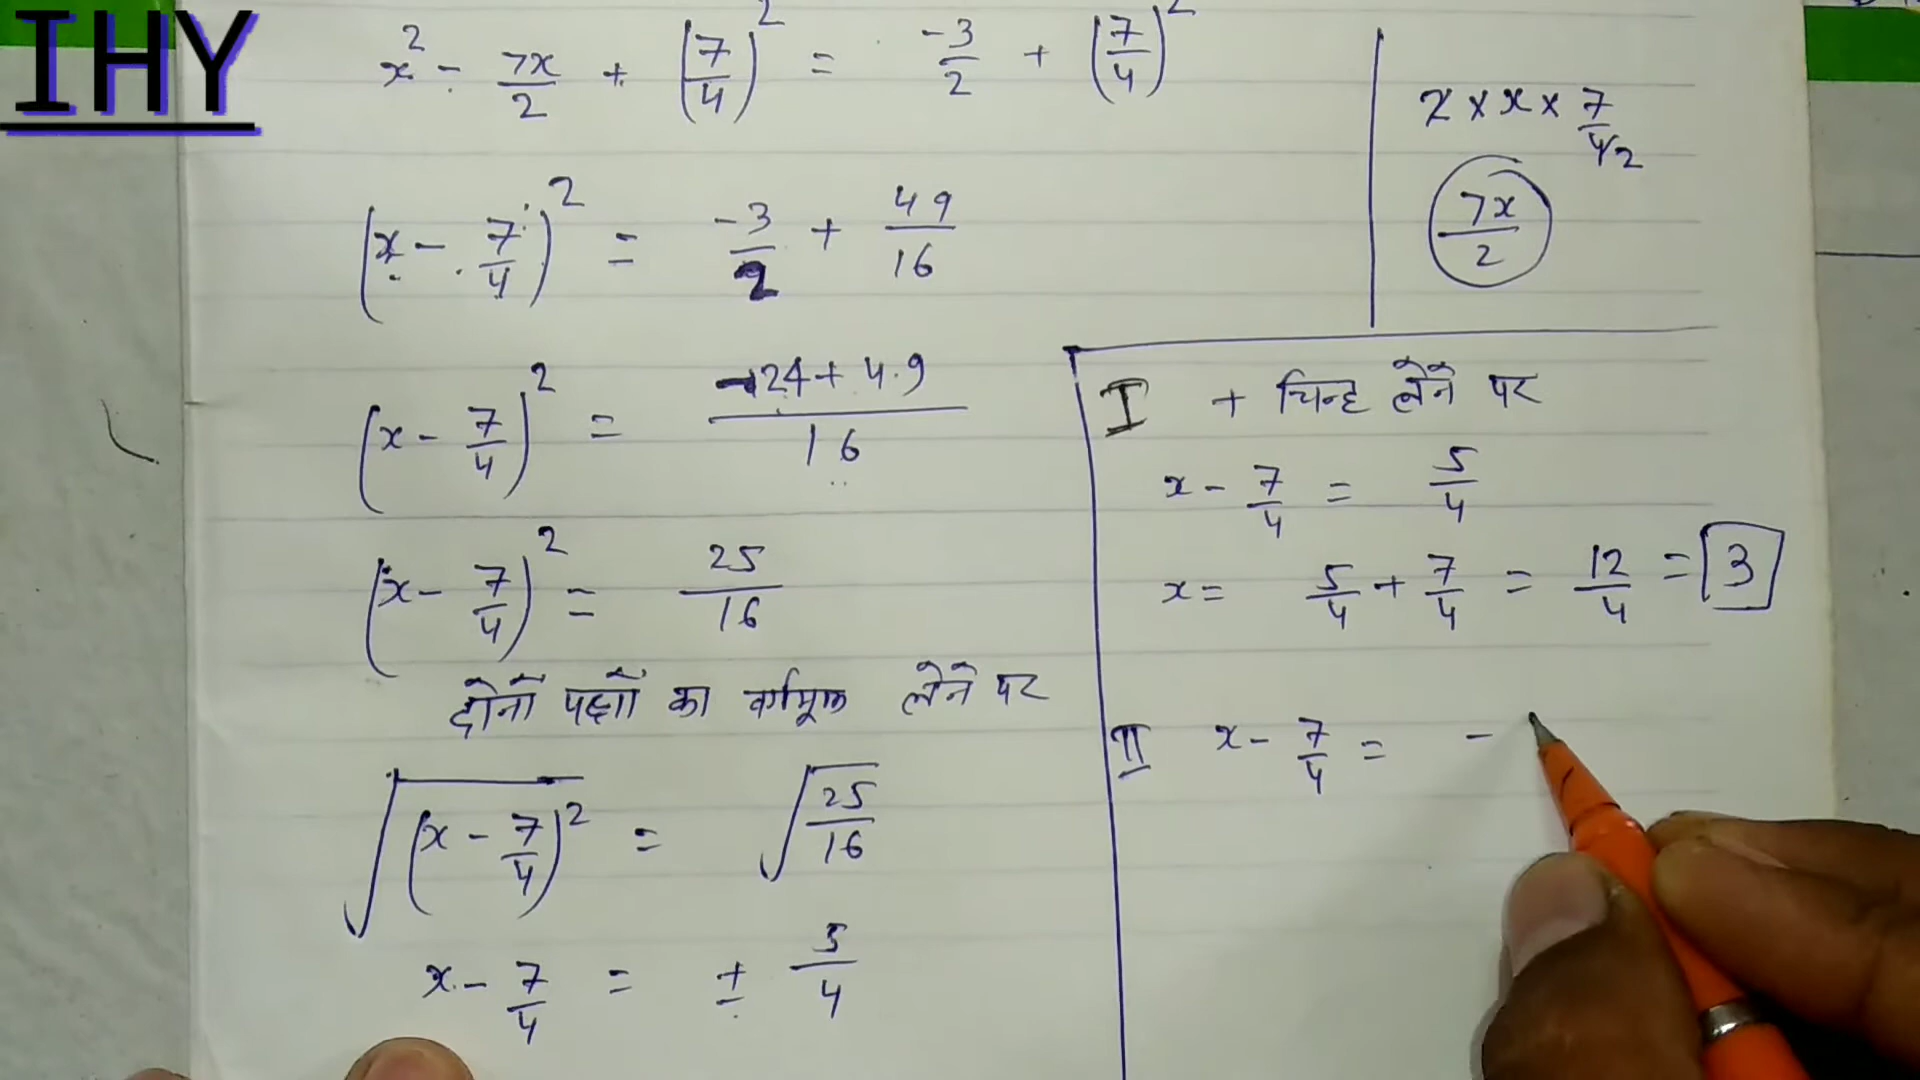 IHY
x² - 7x/2 + (7/4)² = -3/2 + (7/4)²
(x - 7/4)² = -3/2 + 49/16
(x - 7/4)² = -24 + 49/16
(x - 7/4)² = 25/16
दोनों पक्षों का वर्गमूल लेने पर
√(x - 7/4)² = √25/16
x - 7/4 = ± 5/4
2 × x × 7/4 2
7x/2
I + चिन्ह लेने पर
x - 7/4 = 5/4
x = 5/4 + 7/4 = 12/4 = 3
II x - 7/4 = -